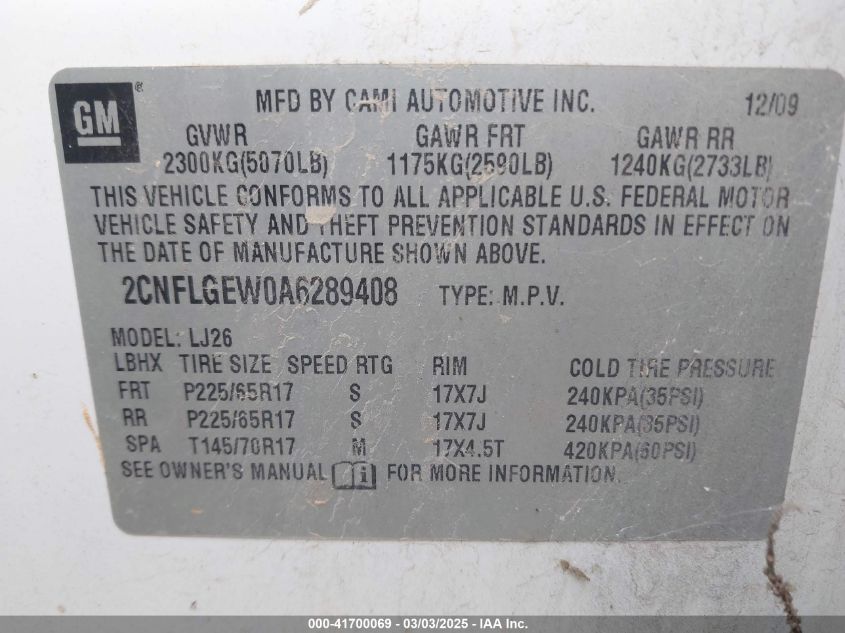 GM ®
MFD BY CAMI AUTOMOTIVE INC. 12/09
GVWR GAWR FRT GAWR RR
2300KG(5070LB) 1175KG(2590LB) 1240KG(2733LB)
THIS VEHICLE CONFORMS TO ALL APPLICABLE U.S. FEDERAL MOTOR
VEHICLE SAFETY AND THEFT PREVENTION STANDARDS IN EFFECT ON
THE DATE OF MANUFACTURE SHOWN ABOVE.
2CNFLGEW0A6289408 TYPE: M.P.V.
MODEL: LJ26
LBHX TIRE SIZE SPEED RTG RIM COLD TIRE PRESSURE
FRT P225/65R17 S 17X7J 240KPA(35PSI)
RR P225/65R17 S 17X7J 240KPA(35PSI)
SPA T145/70R17 M 17X4.5T 420KPA(60PSI)
SEE OWNER'S MANUAL i FOR MORE INFORMATION.
000-41700069 - 03/03/2025 - IAA Inc.